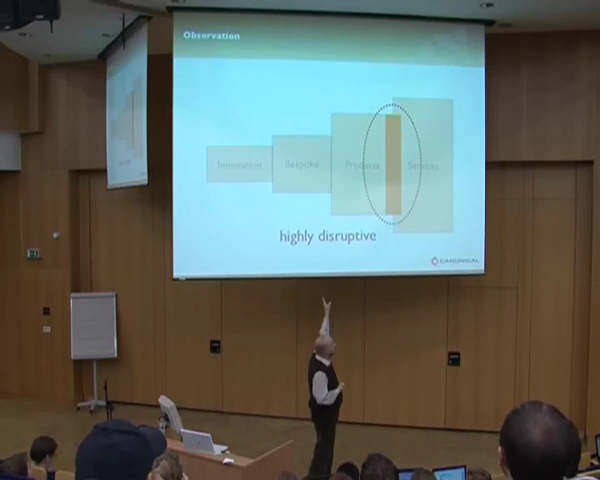 Observation
Innovation
Bespoke
Products
Services
highly disruptive
CANONICAL